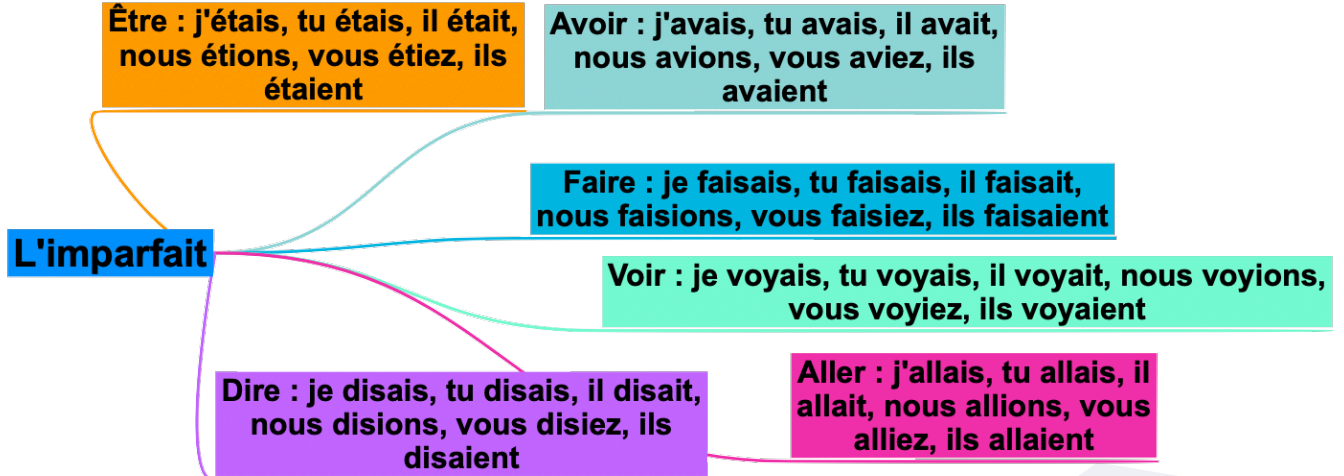 Être : j'étais, tu étais, il était,
nous étions, vous étiez, ils
étaient
Avoir : j'avais, tu avais, il avait,
nous avions, vous aviez, ils
avaient
Faire : je faisais, tu faisais, il faisait,
nous faisions, vous faisiez, ils faisaient
L'imparfait
Voir : je voyais, tu voyais, il voyait, nous voyions,
vous voyiez, ils voyaient
Dire : je disais, tu disais, il disait,
nous disions, vous disiez, ils
disaient
Aller : j'allais, tu allais, il
allait, nous allions, vous
alliez, ils allaient